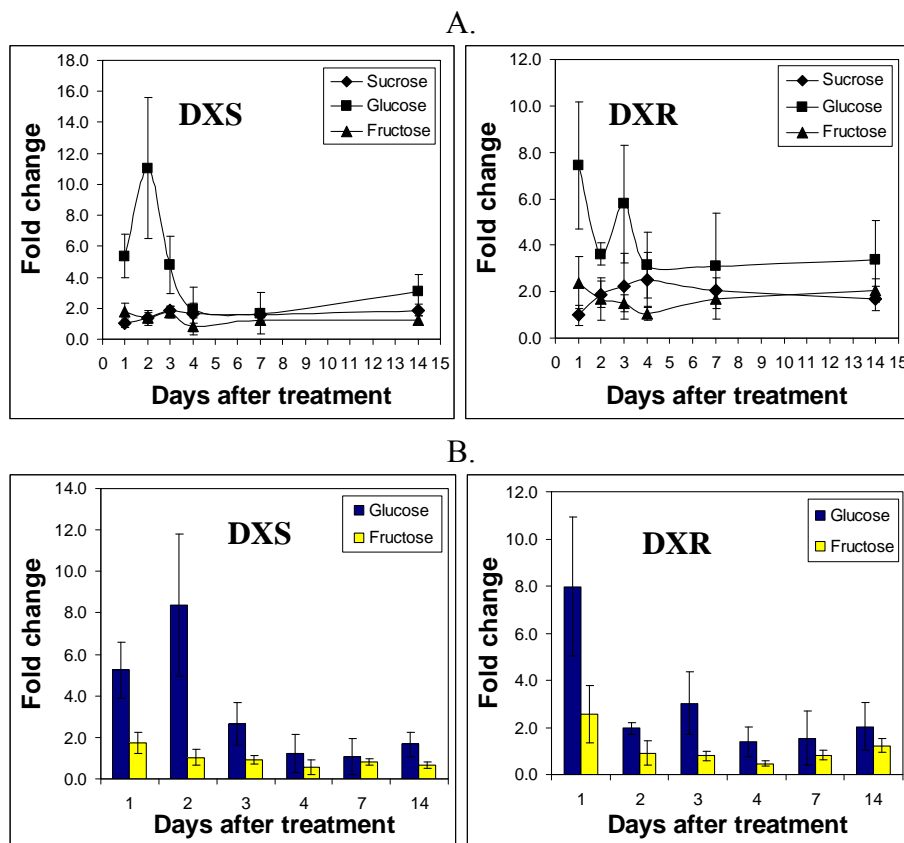 A.
18.0
16.0
14.0
12.0
10.0
8.0
6.0
4.0
2.0
0.0
Fold change
DXS
Sucrose
Glucose
Fructose
0 1 2 3 4 5 6 7 8 9 10 11 12 13 14 15
Days after treatment
12.0
10.0
8.0
6.0
4.0
2.0
0.0
Fold change
DXR
Sucrose
Glucose
Fructose
0 1 2 3 4 5 6 7 8 9 10 11 12 13 14 15
Days after treatment
B.
14.0
12.0
10.0
8.0
6.0
4.0
2.0
0.0
Fold change
DXS
Glucose
Fructose
1 2 3 4 7 14
Days after treatment
12.0
10.0
8.0
6.0
4.0
2.0
0.0
Fold change
DXR
Glucose
Fructose
1 2 3 4 7 14
Days after treatment